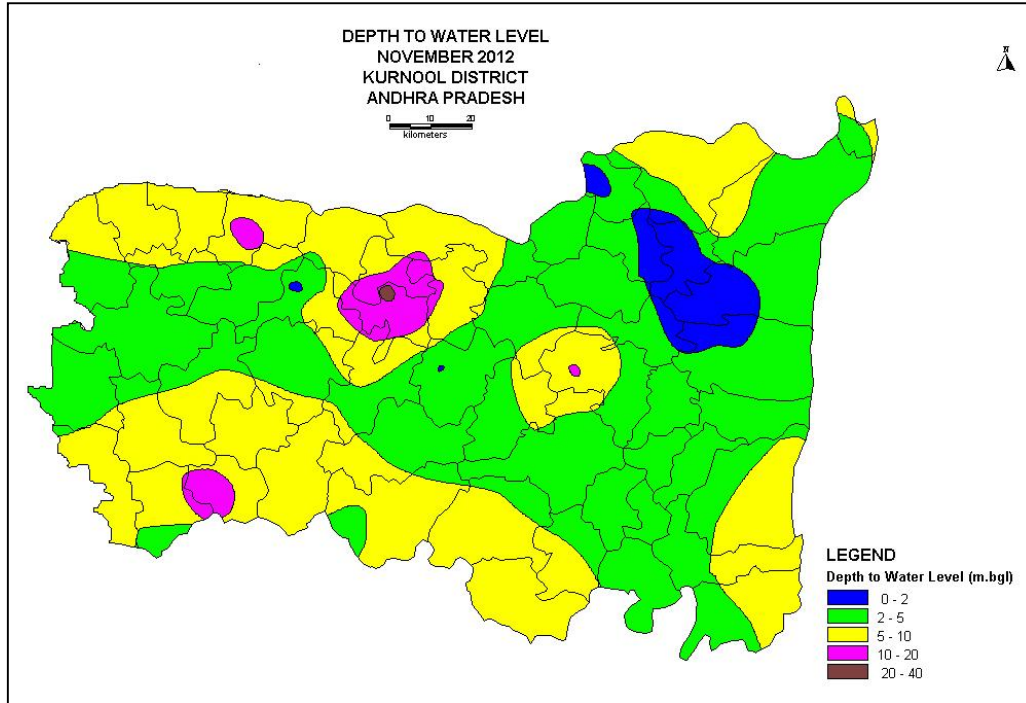 DEPTH TO WATER LEVEL
NOVEMBER 2012
KURNOOL DISTRICT
ANDHRA PRADESH
0 10 20
kilometers
N
LEGEND
Depth to Water Level (m.bgl)
0 - 2
2 - 5
5 - 10
10 - 20
20 - 40